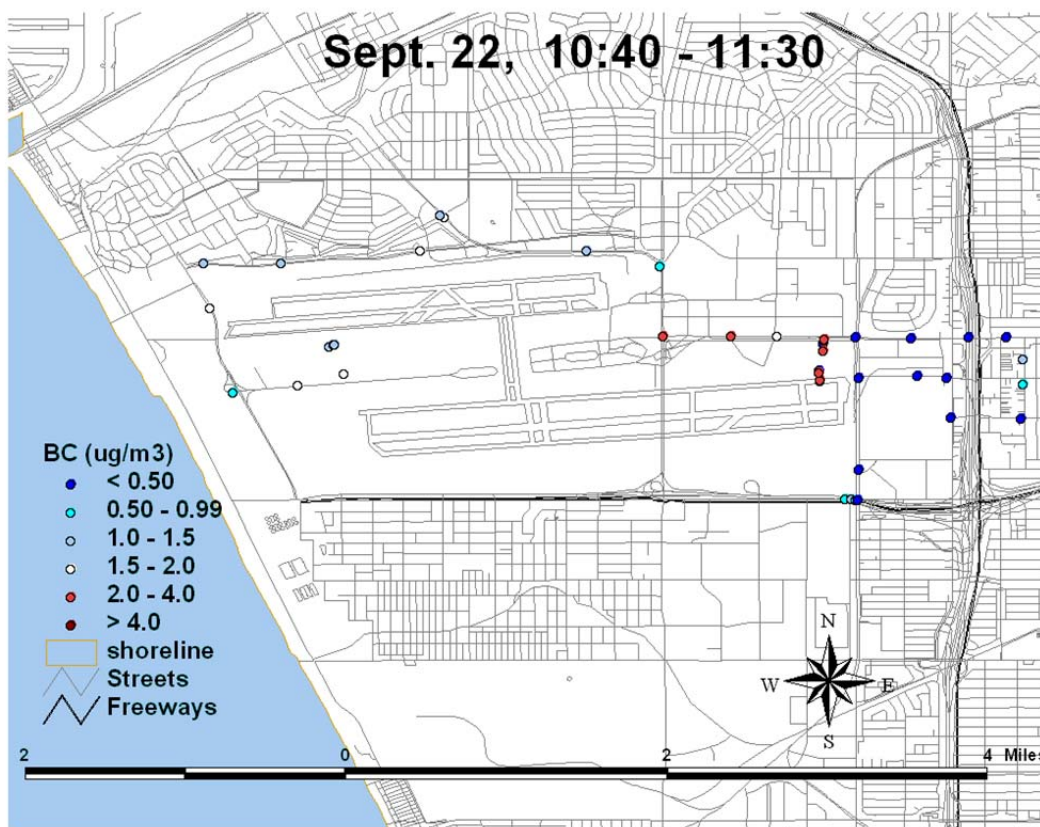 Sept. 22, 10:40 - 11:30
BC (ug/m3)
< 0.50
0.50 - 0.99
1.0 - 1.5
1.5 - 2.0
2.0 - 4.0
> 4.0
shoreline
Streets
Freeways
N
W E
S
2 0 2 4 Miles